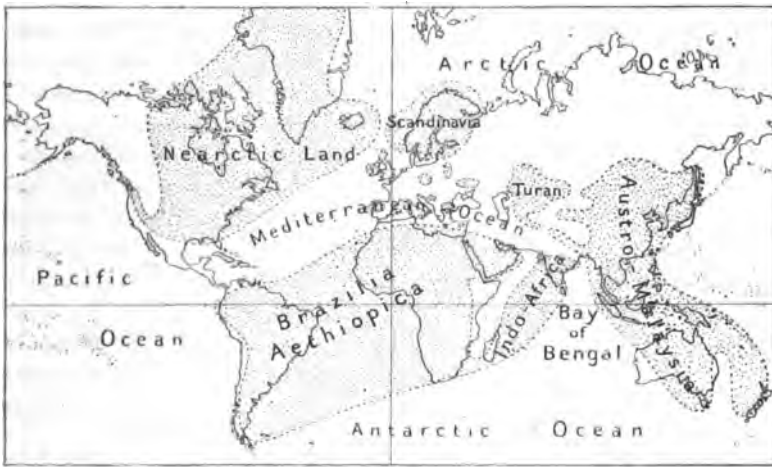 Arctic Ocean
Scandinavia
Nearctic Land
Turan
Mediterranean Ocean
Austro-Malaysia
Pacific
Brazilia
Aethiopica
Indo-Africa
Bay
of
Bengal
Ocean
Antarctic Ocean